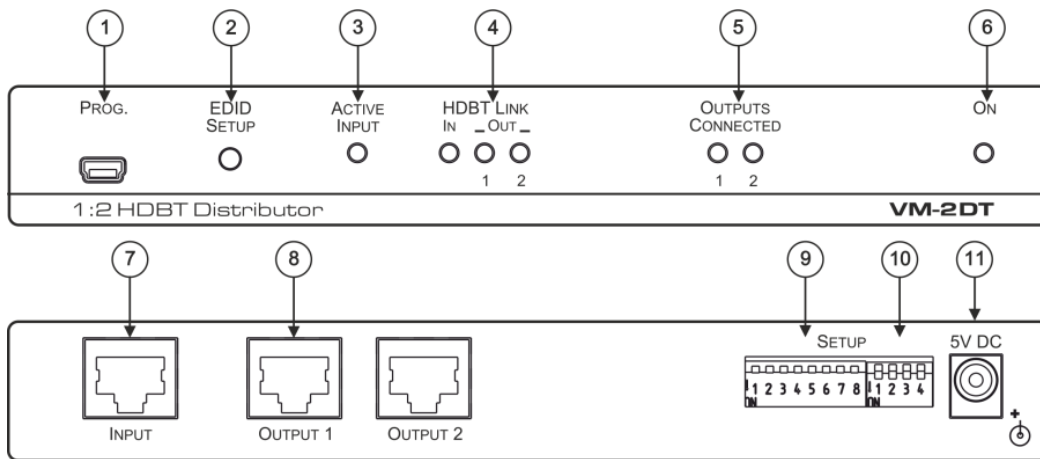 1 2 3 4 5 6
PROG. EDID SETUP ACTIVE INPUT HDBT LINK IN OUT 1 2 OUTPUTS CONNECTED 1 2 ON
1:2 HDBT Distributor VM-2DT
7 8 9 10 11
SETUP 5V DC
1 2 3 4 5 6 7 8 1 2 3 4
ON ON
INPUT OUTPUT 1 OUTPUT 2
+